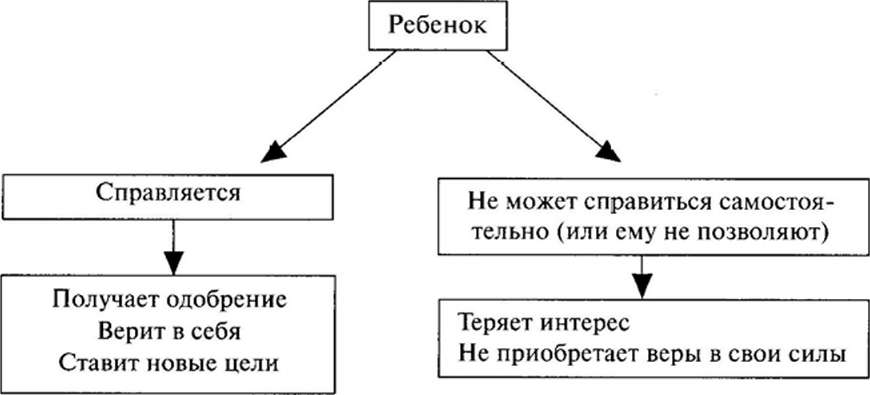 Ребенок
Справляется
Не может справиться самостоя-
тельно (или ему не позволяют)
Получает одобрение
Верит в себя
Ставит новые цели
Теряет интерес
Не приобретает веры в свои силы